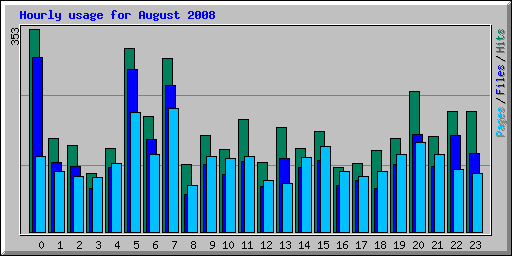 Hourly usage for August 2008
353
Pages / Files / Hits
0 1 2 3 4 5 6 7 8 9 10 11 12 13 14 15 16 17 18 19 20 21 22 23